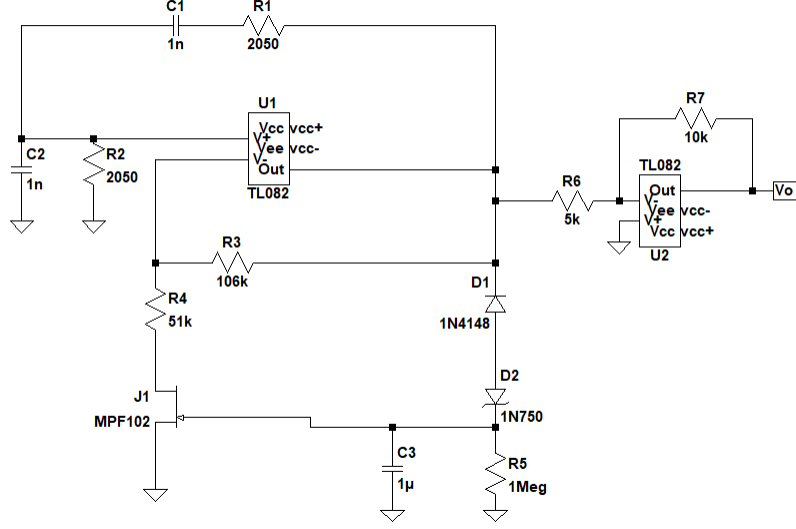 C1
1n
R1
2050
U1
Vcc vcc+
V+
Vee vcc-
V-
Out
TL082
C2
1n
R2
2050
R3
106k
R4
51k
J1
MPF102
D1
1N4148
D2
1N750
C3
1µ
R5
1Meg
R6
5k
R7
10k
TL082
Out
V-
Vee vcc-
V+
Vcc vcc+
U2
Vo